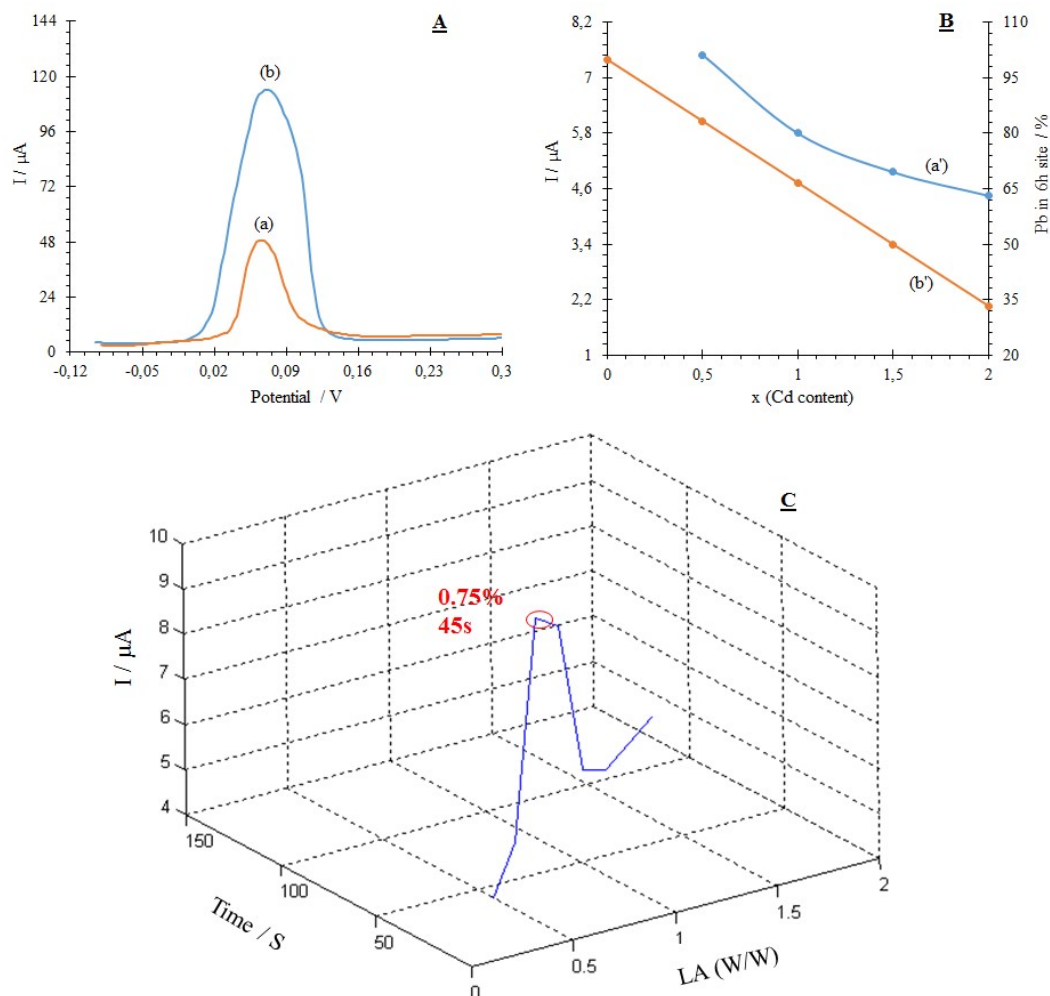 A
I / μA
144
120
96
72
48
24
0
(b)
(a)
-0,12 -0,05 0,02 0,09 0,16 0,23 0,3
Potential / V
B
I / μA
8,2
7
5,8
4,6
3,4
2,2
1
(a')
(b')
110
95
80
65
50
35
20
Pb in 6h site / %
0 0,5 1 1,5 2
x (Cd content)
C
I / μA
10
9
8
7
6
5
4
0.75%
45s
150
100
50
0
Time / S
0.5
1
1.5
2
LA (W/W)